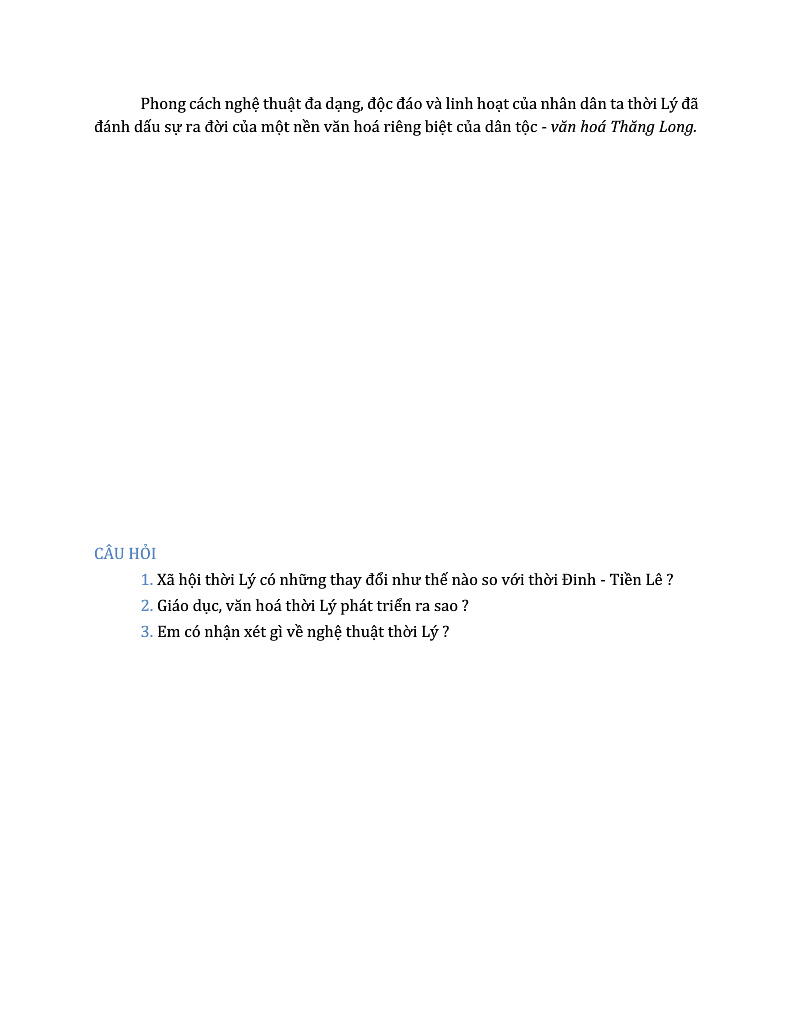 Phong cách nghệ thuật đa dạng, độc đáo và linh hoạt của nhân dân ta thời Lý đã
đánh dấu sự ra đời của một nền văn hoá riêng biệt của dân tộc - văn hoá Thăng Long.
CÂU HỎI
1. Xã hội thời Lý có những thay đổi như thế nào so với thời Đinh - Tiền Lê ?
2. Giáo dục, văn hoá thời Lý phát triển ra sao ?
3. Em có nhận xét gì về nghệ thuật thời Lý ?